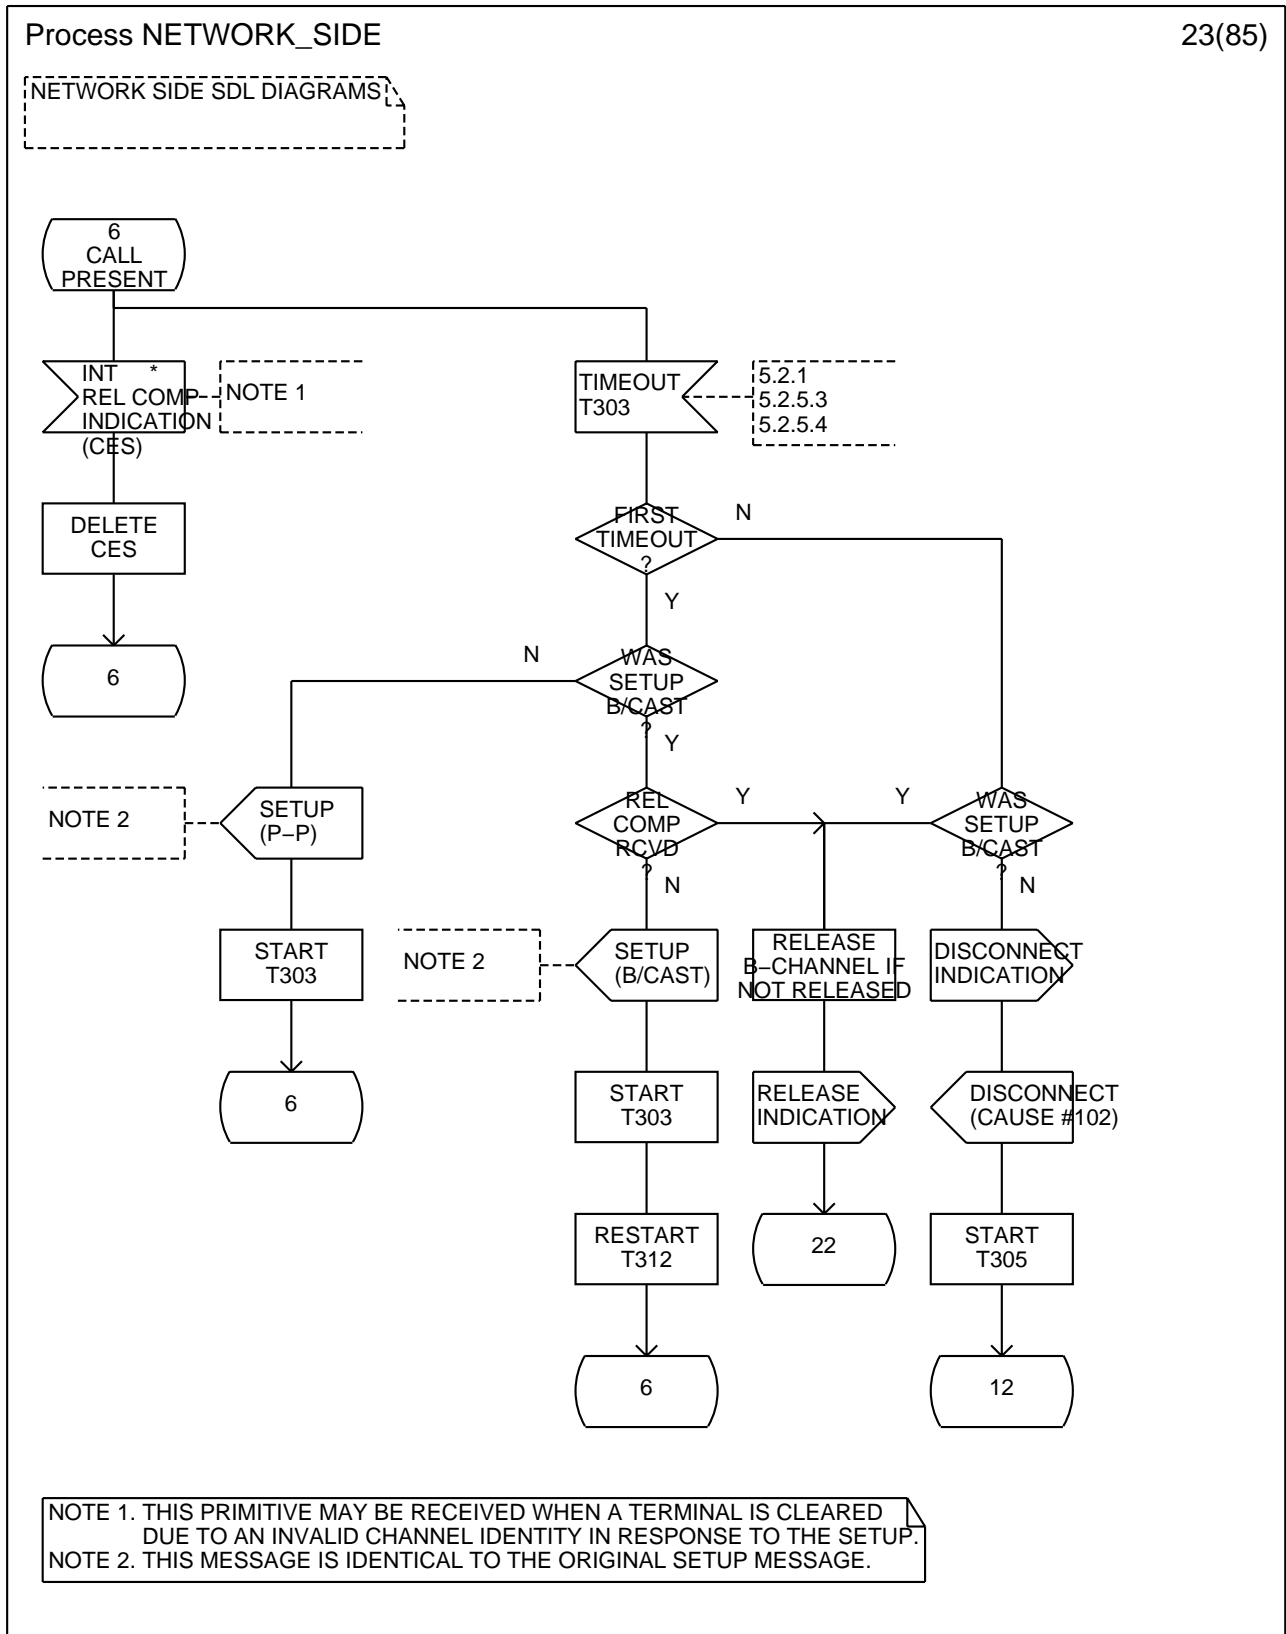 Process NETWORK_SIDE
23(85)
NETWORK SIDE SDL DIAGRAMS
6
CALL
PRESENT
INT *
REL COMP
INDICATION
(CES)
NOTE 1
TIMEOUT
T303
5.2.1
5.2.5.3
5.2.5.4
DELETE
CES
FIRST
TIMEOUT
?
N
Y
6
N
WAS
SETUP
B/CAST
?
Y
NOTE 2
SETUP
(P−P)
REL
COMP
RCVD
?
Y
N
Y
WAS
SETUP
B/CAST
?
N
START
T303
NOTE 2
SETUP
(B/CAST)
RELEASE
B−CHANNEL IF
NOT RELEASED
DISCONNECT
INDICATION
6
START
T303
RELEASE
INDICATION
DISCONNECT
(CAUSE #102)
RESTART
T312
22
START
T305
6
12
NOTE 1. THIS PRIMITIVE MAY BE RECEIVED WHEN A TERMINAL IS CLEARED
DUE TO AN INVALID CHANNEL IDENTITY IN RESPONSE TO THE SETUP.
NOTE 2. THIS MESSAGE IS IDENTICAL TO THE ORIGINAL SETUP MESSAGE.